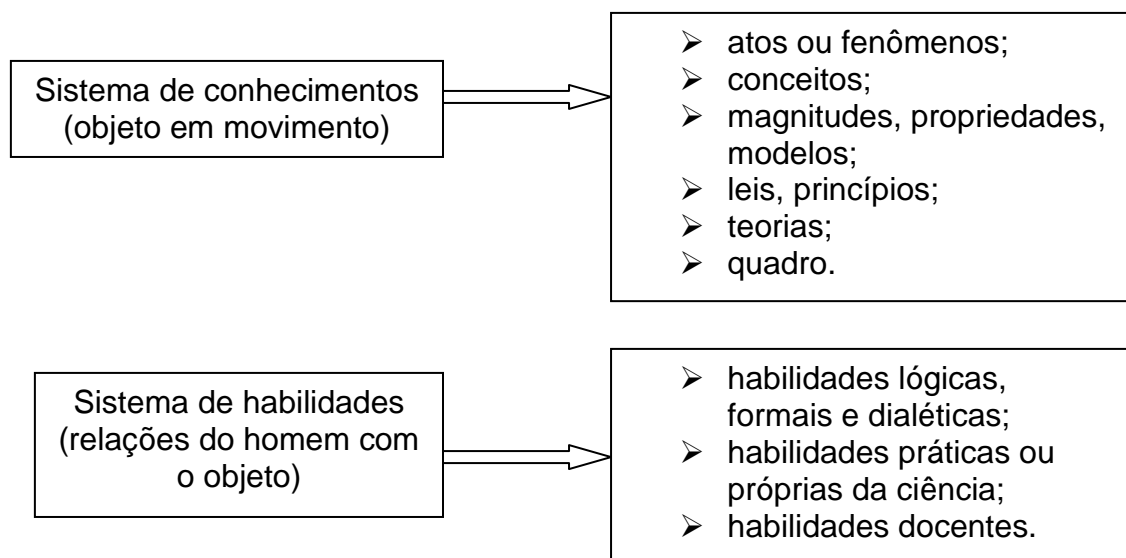 Sistema de conhecimentos
(objeto em movimento)
➢ atos ou fenômenos;
➢ conceitos;
➢ magnitudes, propriedades,
modelos;
➢ leis, princípios;
➢ teorias;
➢ quadro.
Sistema de habilidades
(relações do homem com
o objeto)
➢ habilidades lógicas,
formais e dialéticas;
➢ habilidades práticas ou
próprias da ciência;
➢ habilidades docentes.